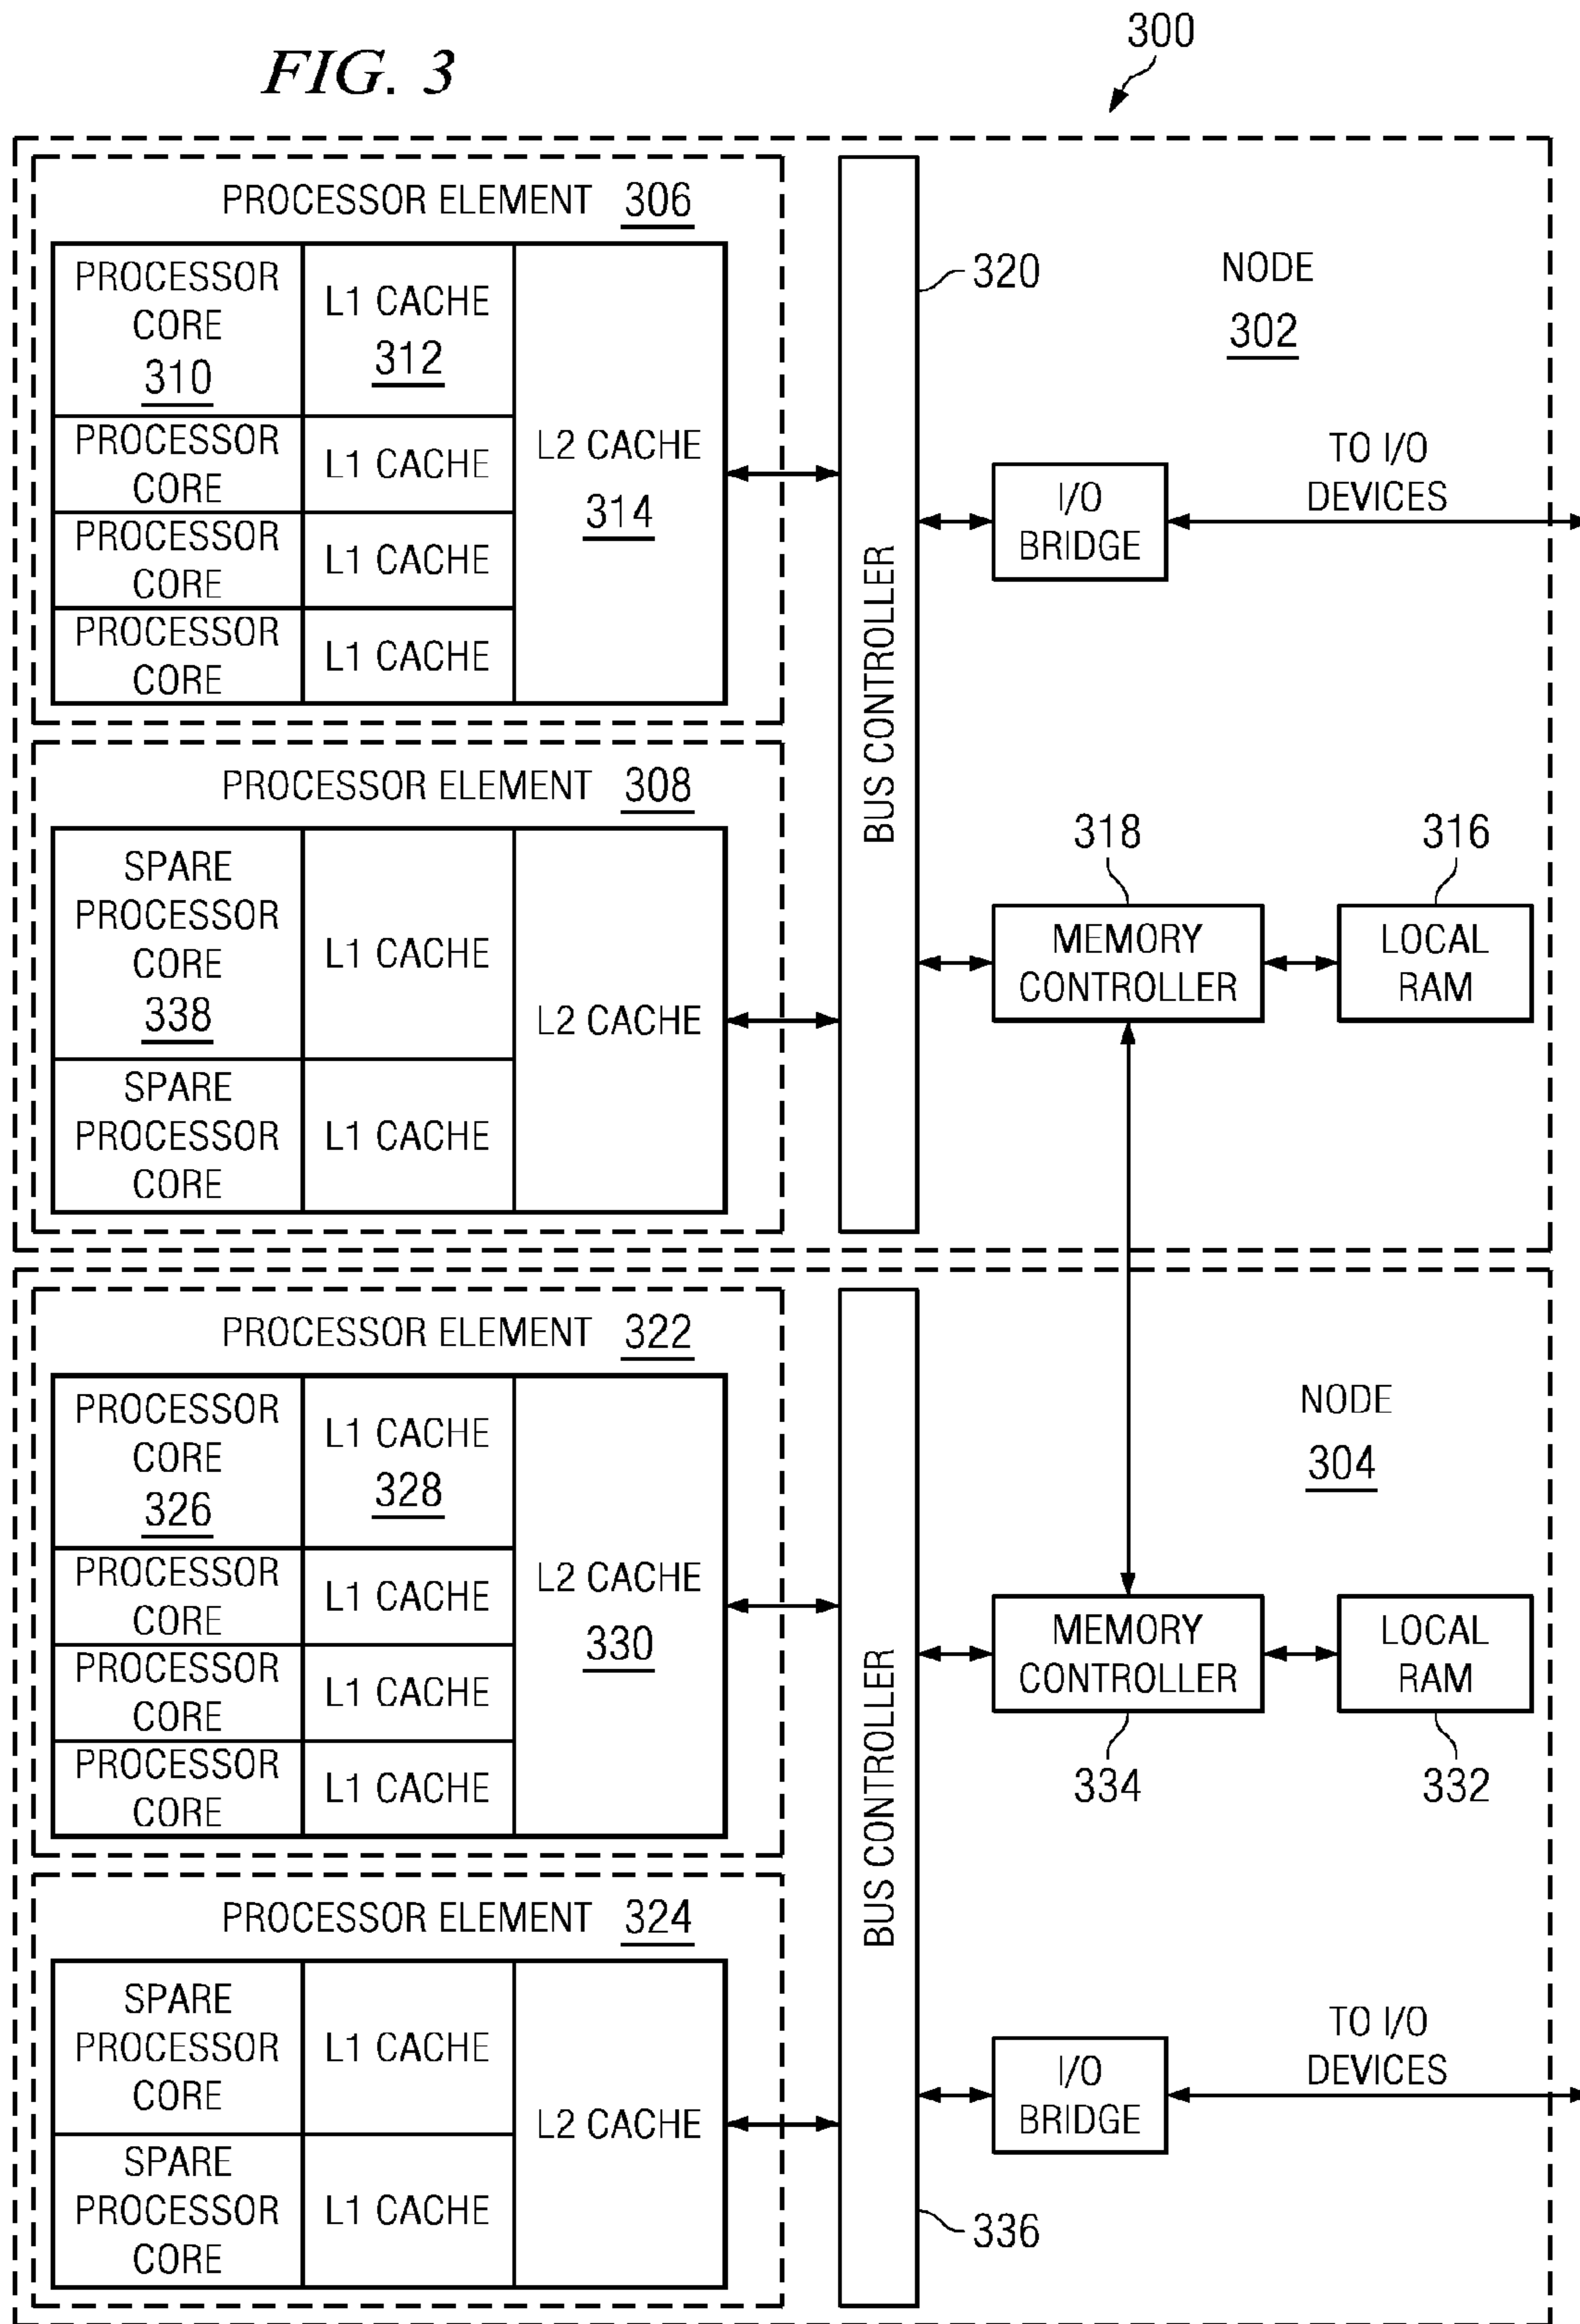 FIG. 3
300
PROCESSOR ELEMENT 306
PROCESSOR
CORE
310
L1 CACHE
312
PROCESSOR
CORE
L1 CACHE
PROCESSOR
CORE
L1 CACHE
PROCESSOR
CORE
L1 CACHE
L2 CACHE
314
PROCESSOR ELEMENT 308
SPARE
PROCESSOR
CORE
338
L1 CACHE
SPARE
PROCESSOR
CORE
L1 CACHE
L2 CACHE
BUS CONTROLLER
320
NODE
302
I/O
BRIDGE
TO I/O
DEVICES
318
MEMORY
CONTROLLER
316
LOCAL
RAM
PROCESSOR ELEMENT 322
PROCESSOR
CORE
326
L1 CACHE
328
PROCESSOR
CORE
L1 CACHE
PROCESSOR
CORE
L1 CACHE
PROCESSOR
CORE
L1 CACHE
L2 CACHE
330
PROCESSOR ELEMENT 324
SPARE
PROCESSOR
CORE
L1 CACHE
SPARE
PROCESSOR
CORE
L1 CACHE
L2 CACHE
BUS CONTROLLER
336
NODE
304
MEMORY
CONTROLLER
334
LOCAL
RAM
332
I/O
BRIDGE
TO I/O
DEVICES